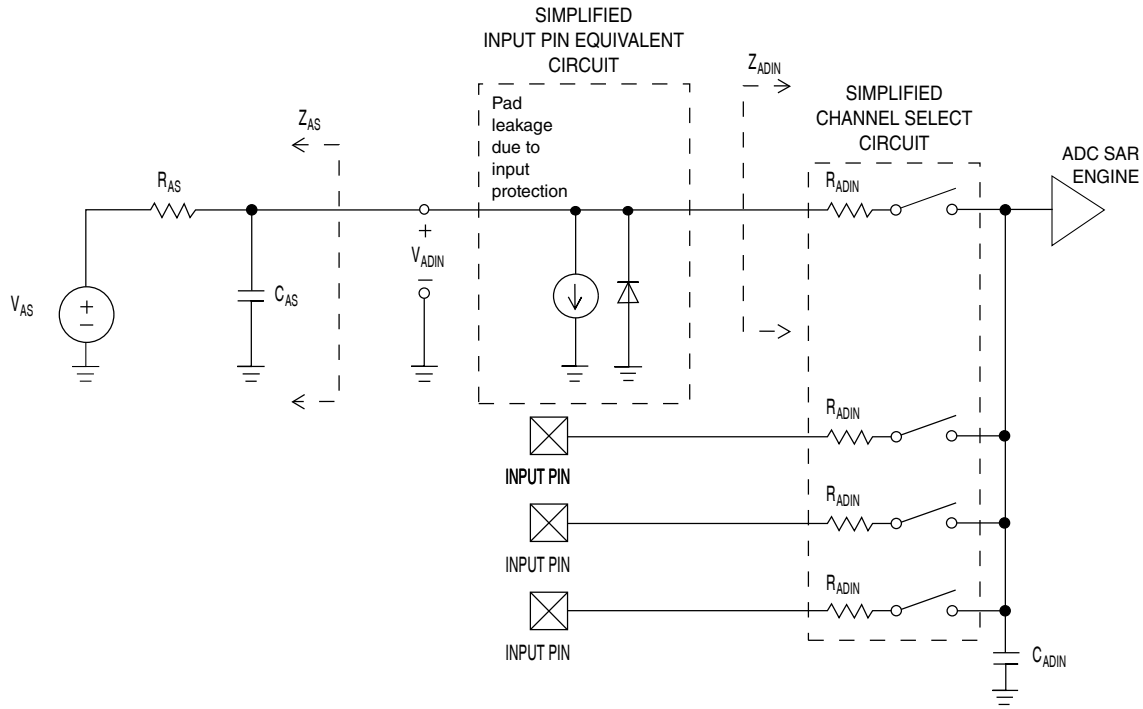 SIMPLIFIED
INPUT PIN EQUIVALENT
CIRCUIT
Z_ADIN
SIMPLIFIED
CHANNEL SELECT
CIRCUIT
ADC SAR
ENGINE
Pad
leakage
due to
input
protection
Z_AS
R_AS
R_ADIN
+
V_ADIN
–
C_AS
V_AS
+
–
R_ADIN
INPUT PIN
R_ADIN
INPUT PIN
R_ADIN
INPUT PIN
C_ADIN